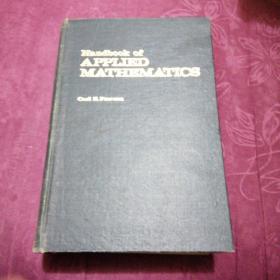 Handbook of
APPLIED
MATHEMATICS
Carl E. Pearson